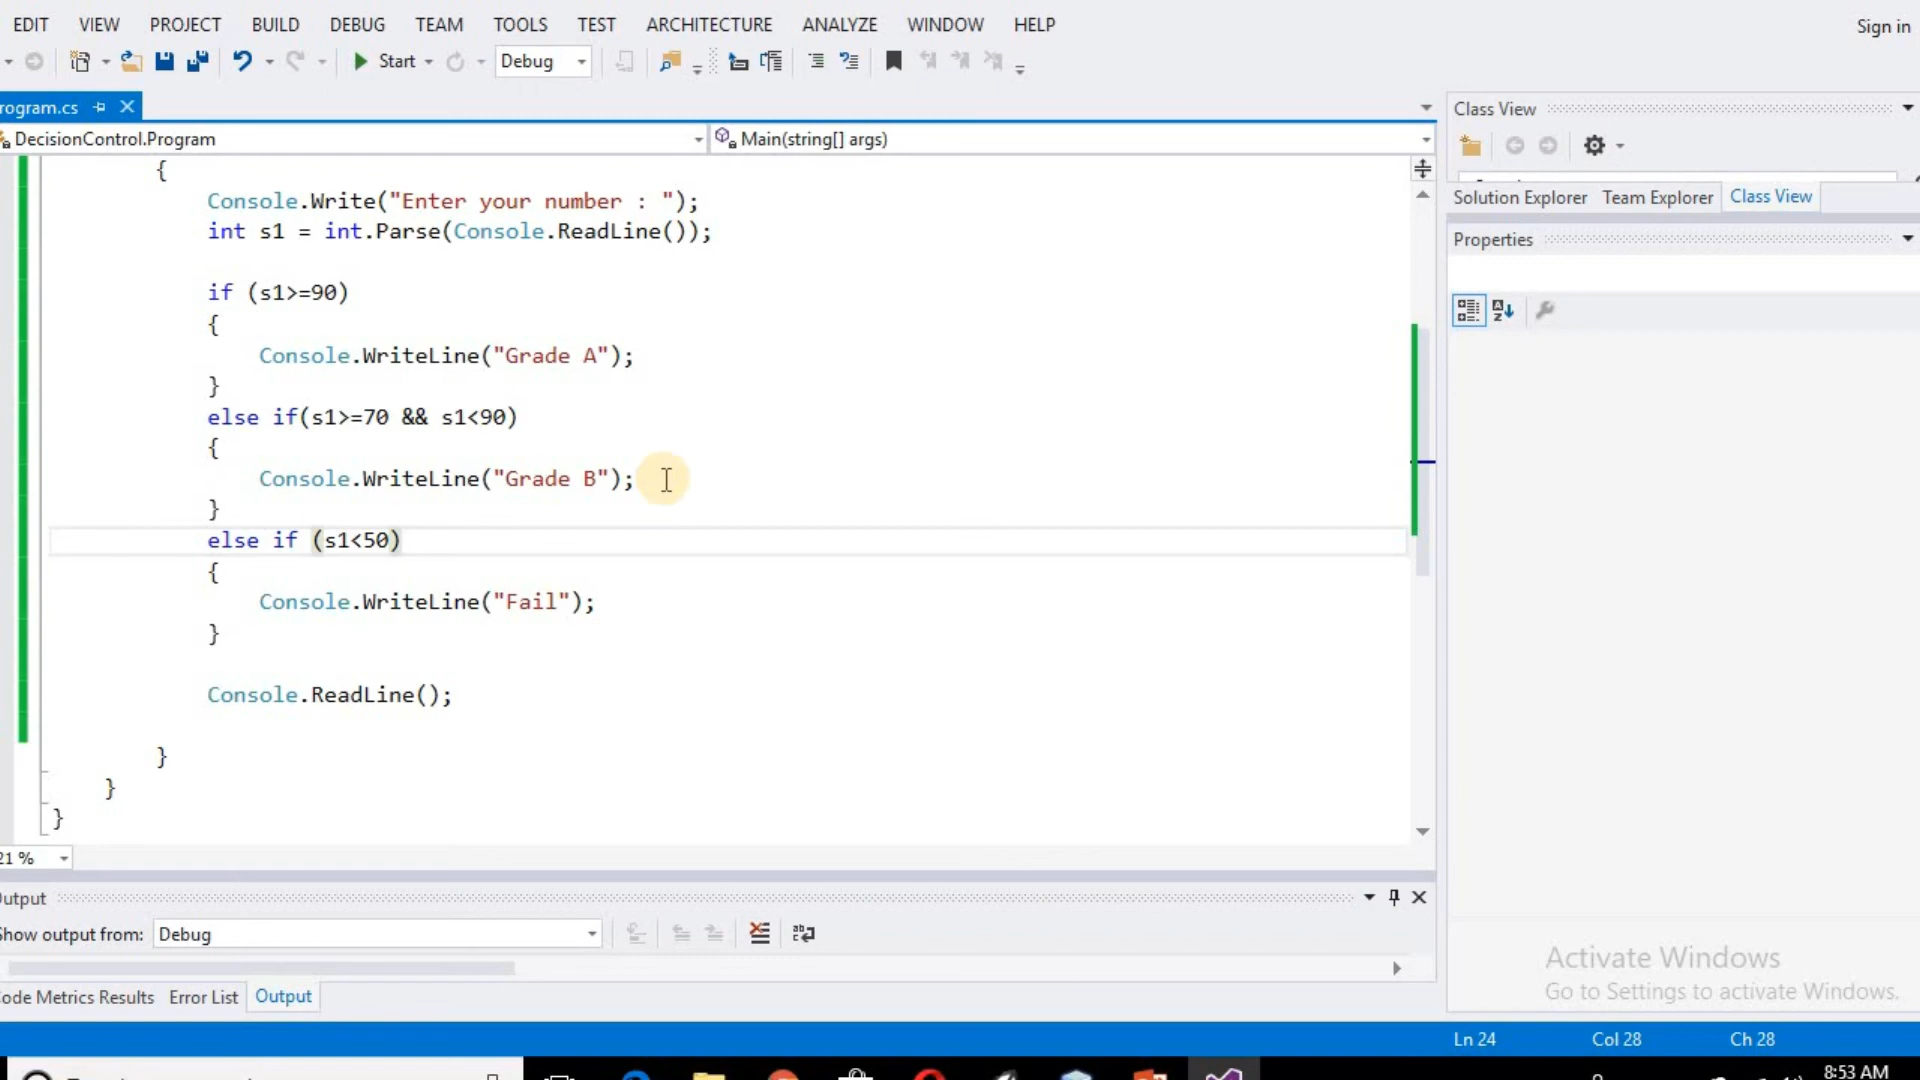 EDIT VIEW PROJECT BUILD DEBUG TEAM TOOLS TEST ARCHITECTURE ANALYZE WINDOW HELP
Sign in
Start Debug
rogram.cs
Class View
DecisionControl.Program
Main(string[] args)
{
Console.Write("Enter your number : ");
int s1 = int.Parse(Console.ReadLine());
if (s1>=90)
{
Console.WriteLine("Grade A");
}
else if(s1>=70 && s1<90)
{
Console.WriteLine("Grade B");
}
else if (s1<50)
{
Console.WriteLine("Fail");
}
Console.ReadLine();
}
}
}
Solution Explorer Team Explorer Class View
Properties
21 %
utput
Show output from: Debug
ode Metrics Results Error List Output
Activate Windows
Go to Settings to activate Windows.
Ln 24 Col 28 Ch 28
8:53 AM